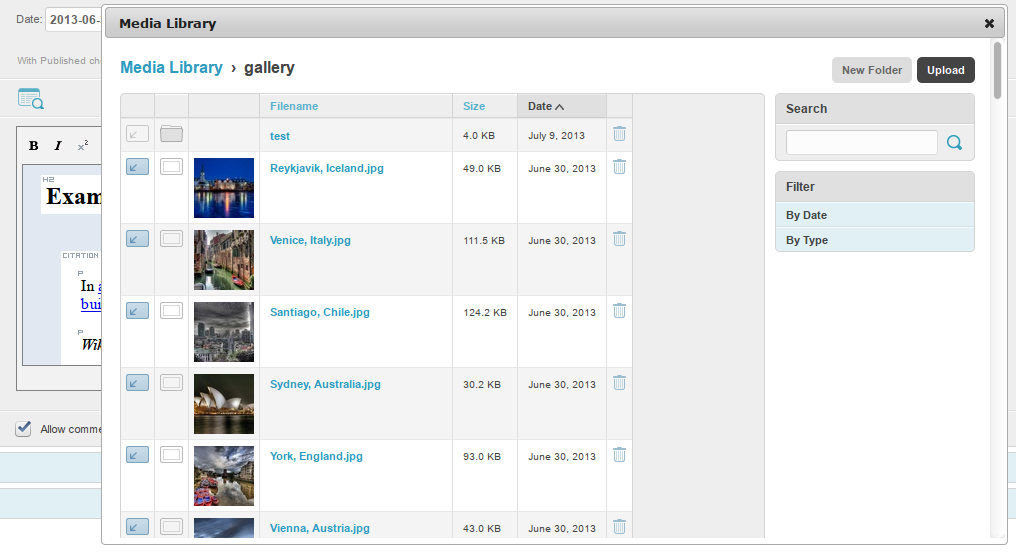 Date: 2013-06-
Media Library
With Published
Media Library › gallery
New Folder
Upload
Filename
Size
Date
test
4.0 KB
July 9, 2013
Reykjavik, Iceland.jpg
49.0 KB
June 30, 2013
Venice, Italy.jpg
111.5 KB
June 30, 2013
Santiago, Chile.jpg
124.2 KB
June 30, 2013
Sydney, Australia.jpg
30.2 KB
June 30, 2013
York, England.jpg
93.0 KB
June 30, 2013
Vienna, Austria.jpg
43.0 KB
June 30, 2013
Search
Filter
By Date
By Type
B I x²
H2
Exam
CITATION
P
In a
bui
P
Wik
Allow comme